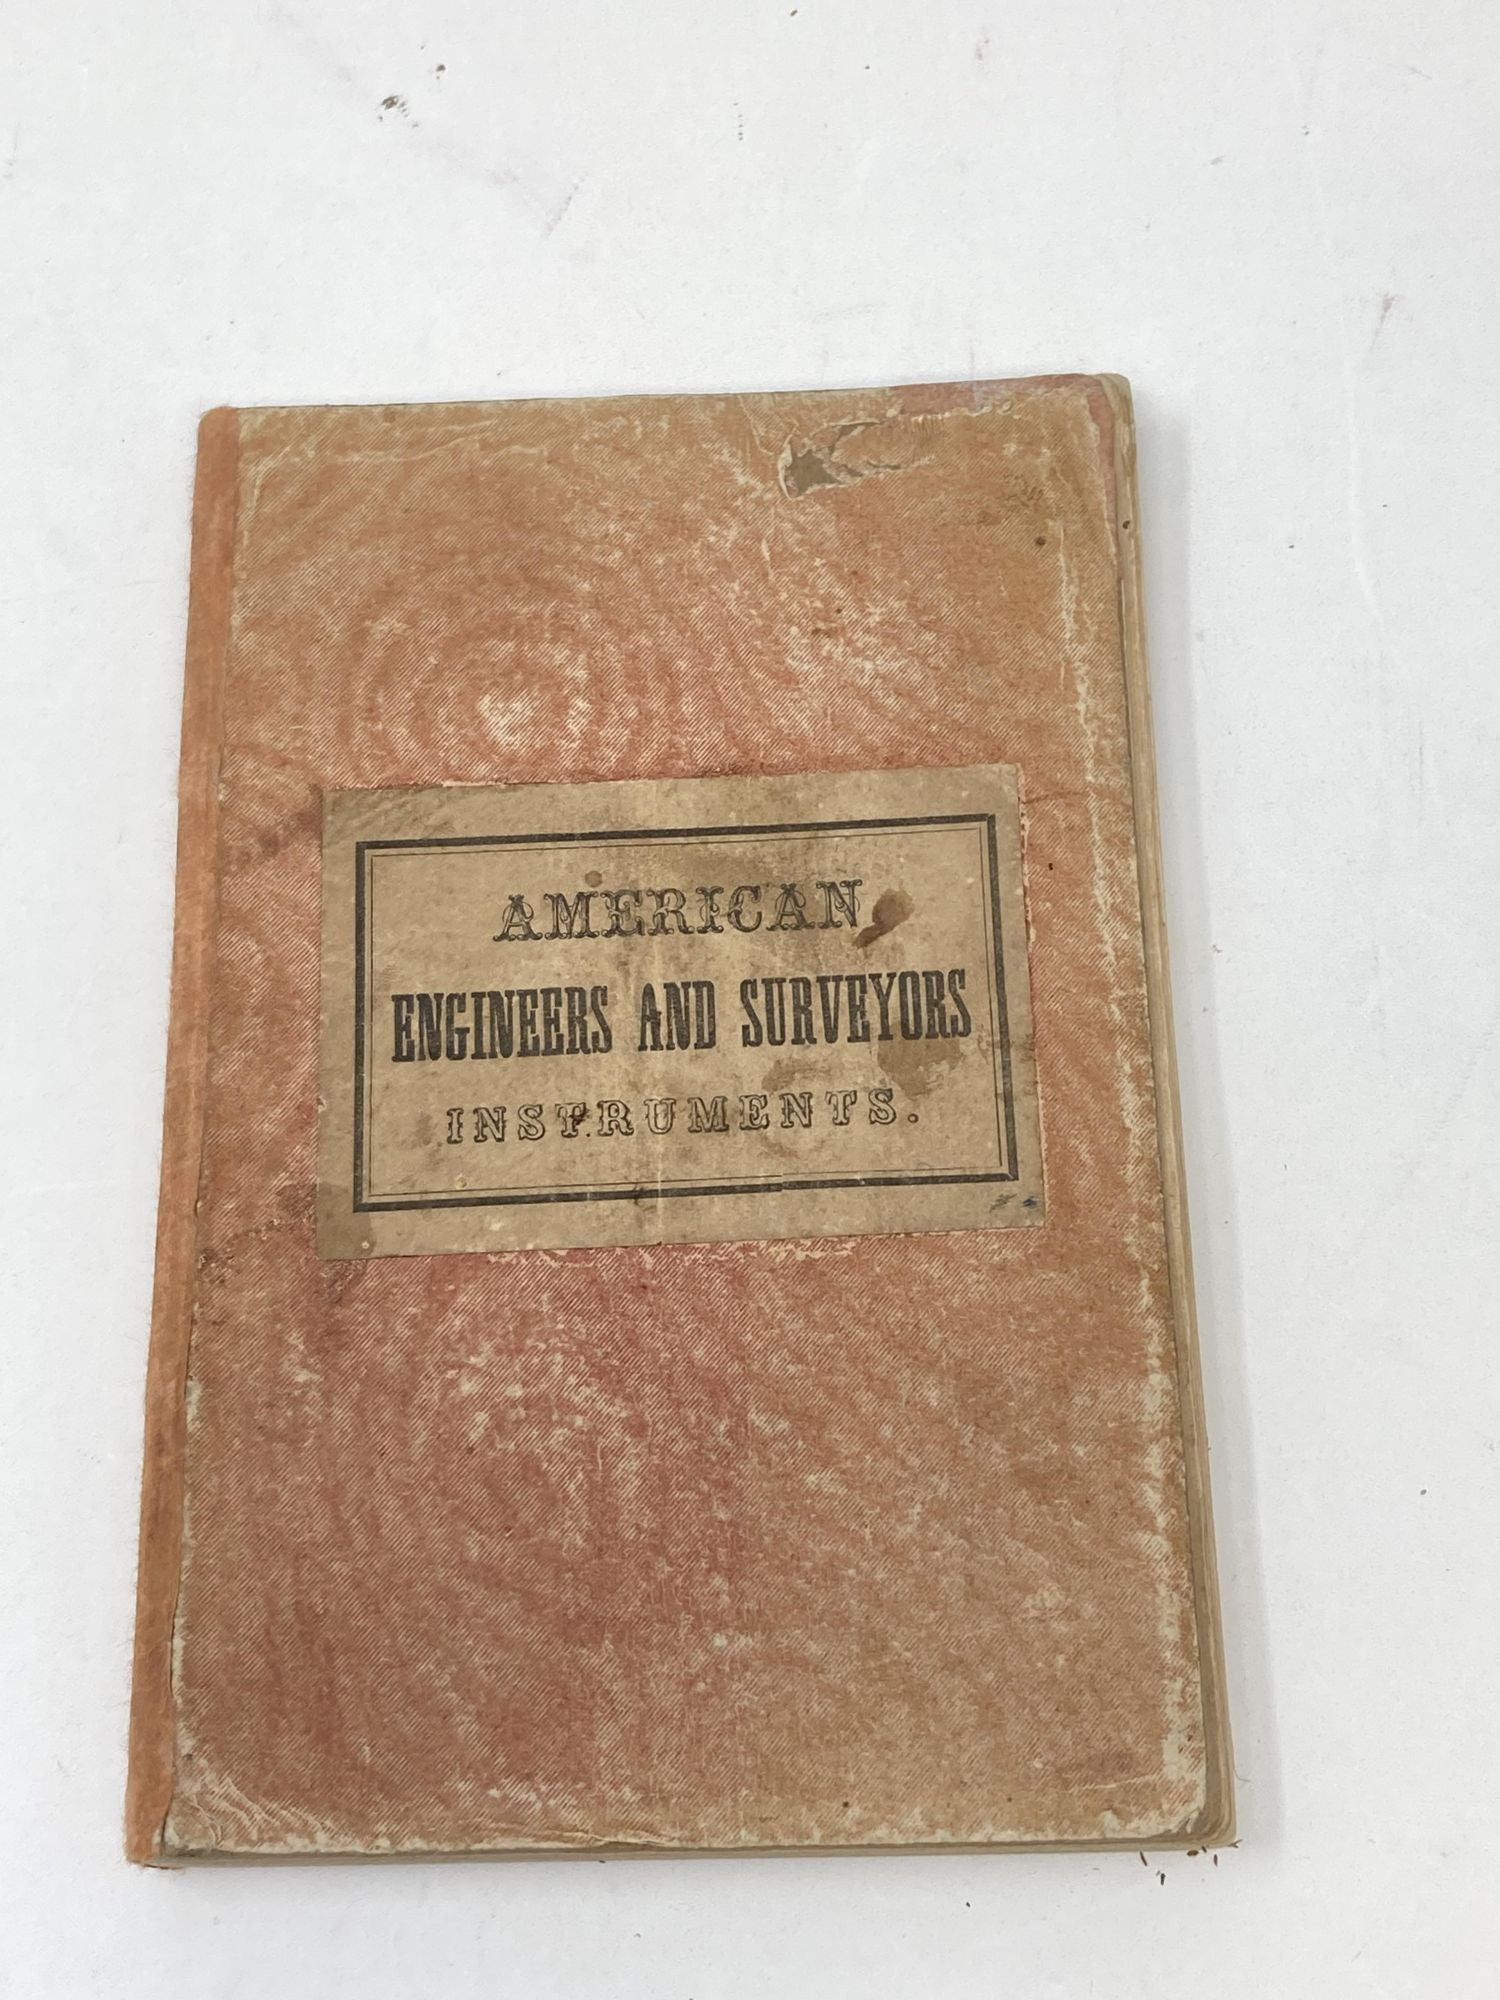 AMERICAN
ENGINEERS AND SURVEYORS
INSTRUMENTS.